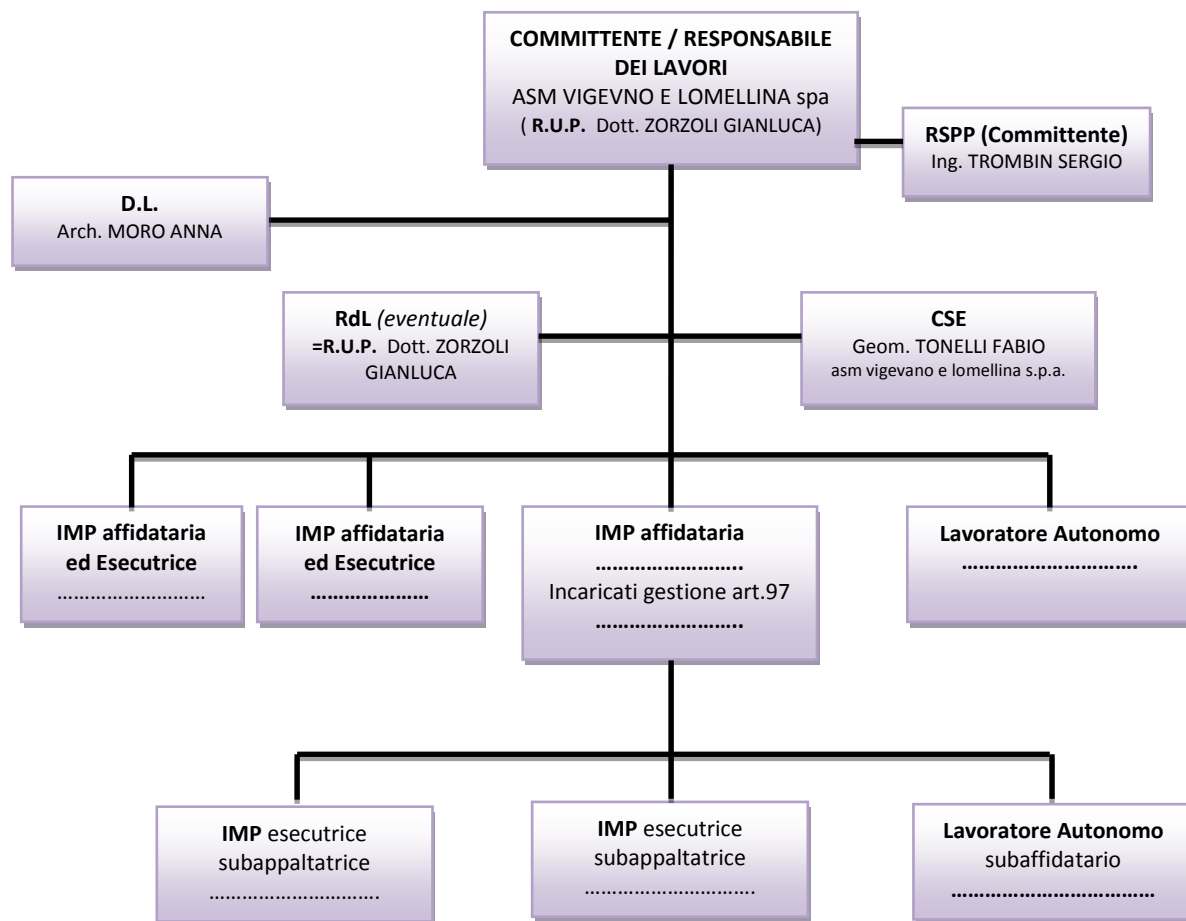 COMMITTENTE / RESPONSABILE
DEI LAVORI
ASM VIGEVNO E LOMELLINA spa
( R.U.P. Dott. ZORZOLI GIANLUCA)
RSPP (Committente)
Ing. TROMBIN SERGIO
D.L.
Arch. MORO ANNA
RdL (eventuale)
=R.U.P. Dott. ZORZOLI
GIANLUCA
CSE
Geom. TONELLI FABIO
asm vigevano e lomellina s.p.a.
IMP affidataria
ed Esecutrice
………………………
IMP affidataria
ed Esecutrice
…………………
IMP affidataria
……………………..
Incaricati gestione art.97
……………………..
Lavoratore Autonomo
………………………….
IMP esecutrice
subappaltatrice
………………………….
IMP esecutrice
subappaltatrice
………………………….
Lavoratore Autonomo
subaffidatario
……………………………